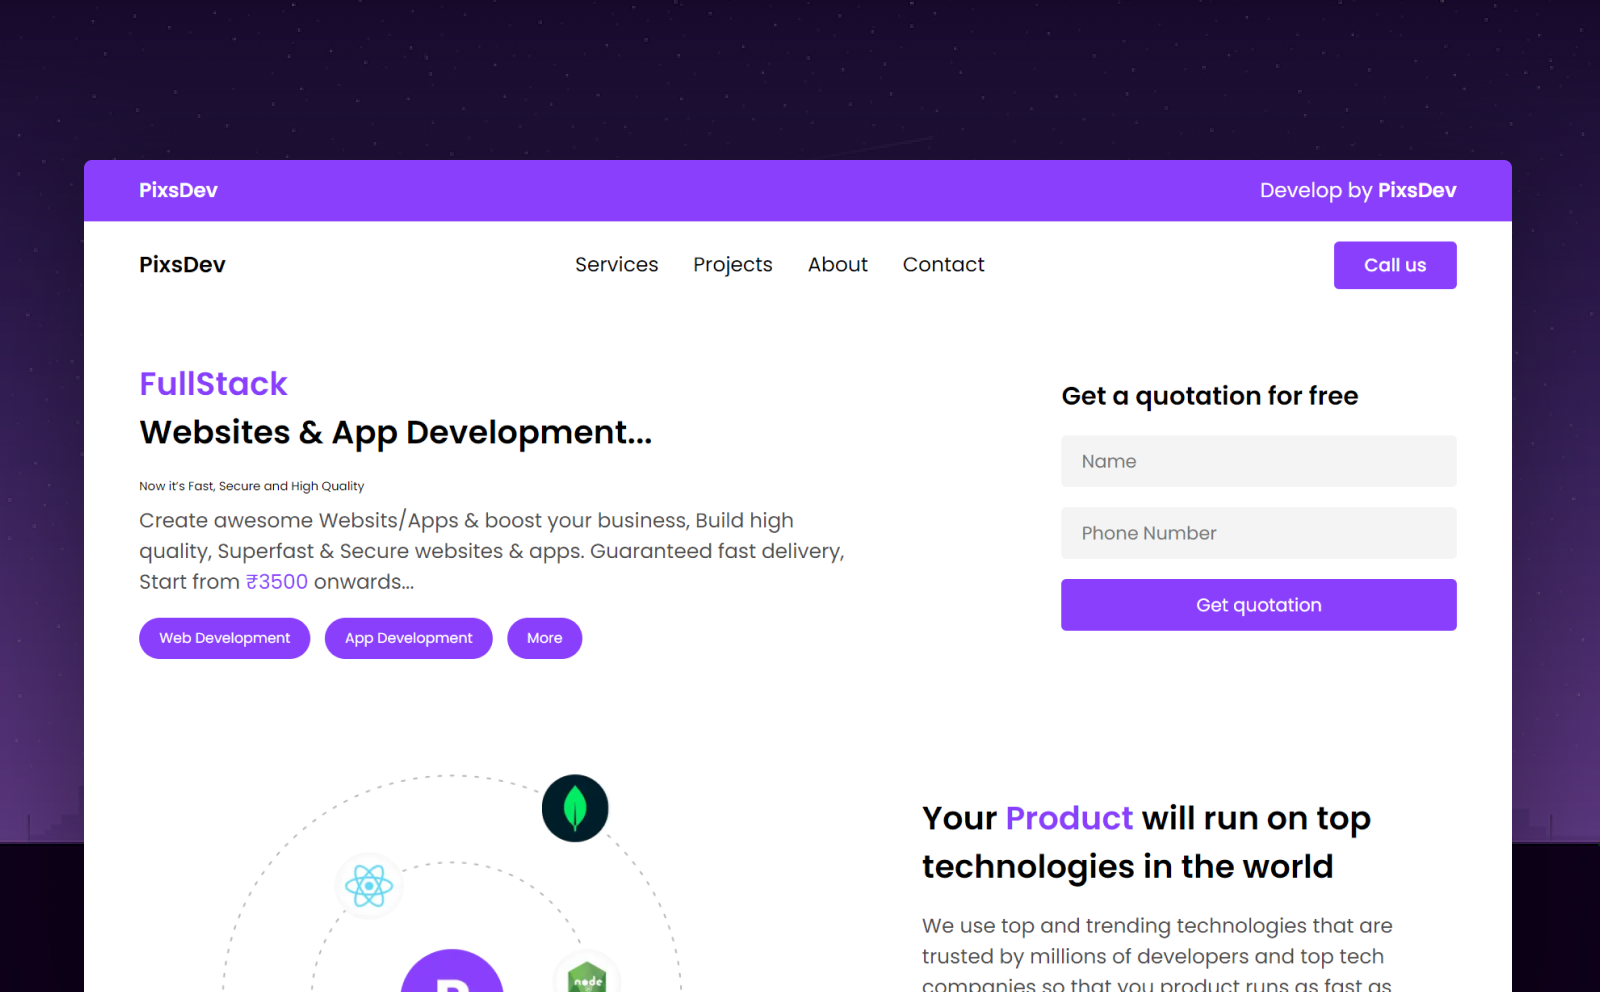 PixsDev
Develop by PixsDev
PixsDev
Services Projects About Contact
Call us
FullStack
Websites & App Development...
Now it's Fast, Secure and High Quality
Create awesome Websits/Apps & boost your business, Build high
quality, Superfast & Secure websites & apps. Guaranteed fast delivery,
Start from ₹3500 onwards...
Web Development
App Development
More
Get a quotation for free
Name
Phone Number
Get quotation
node
Your Product will run on top
technologies in the world
We use top and trending technologies that are
trusted by millions of developers and top tech
companies so that you product runs as fast as